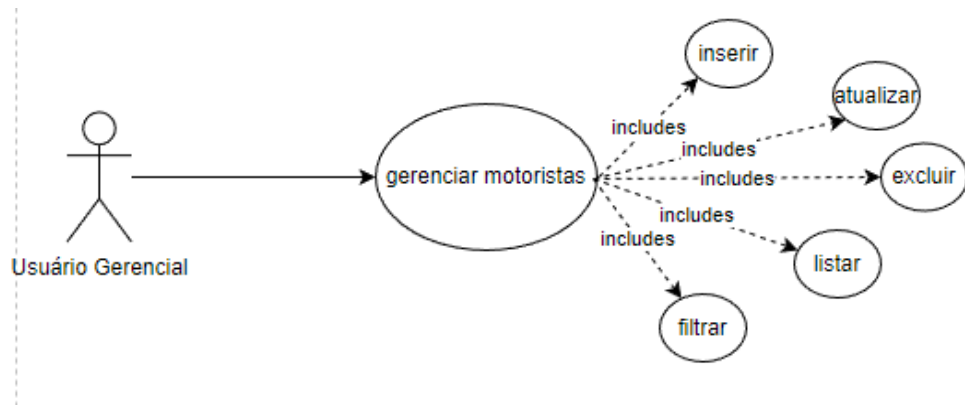 inserir
atualizar
includes
includes
gerenciar motoristas
includes
excluir
includes
includes
Usuário Gerencial
listar
filtrar